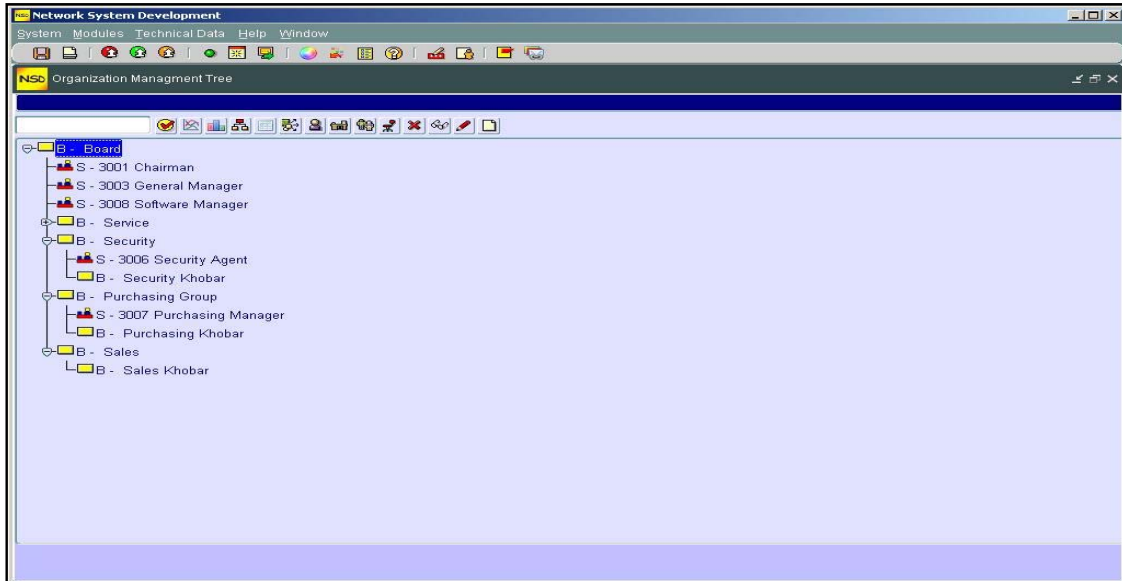 NSD Network System Development
System Modules Technical Data Help Window
NSD Organization Managment Tree
B - Board
S - 3001 Chairman
S - 3003 General Manager
S - 3008 Software Manager
B - Service
B - Security
S - 3006 Security Agent
B - Security Khobar
B - Purchasing Group
S - 3007 Purchasing Manager
B - Purchasing Khobar
B - Sales
B - Sales Khobar